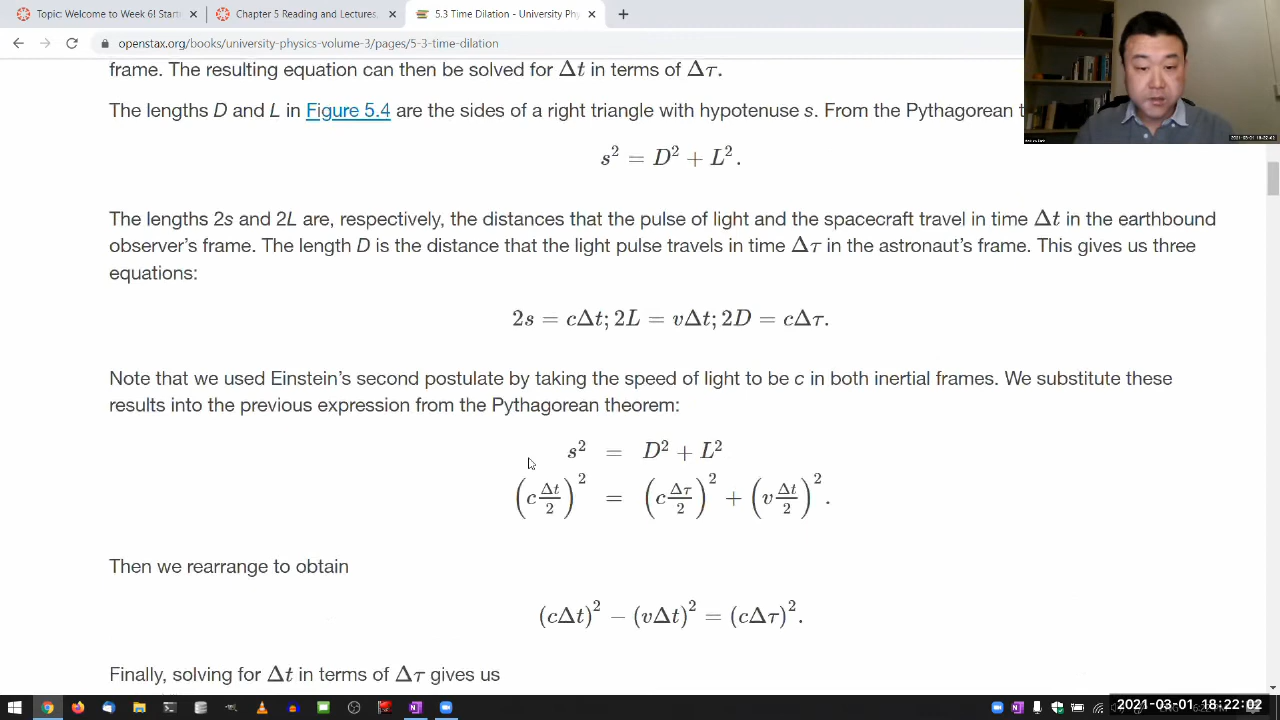 Topic: Welcome to Week 6! Start
Chapter 5 Reading and Lectures.
5.3 Time Dilation - University Ph
openstax.org/books/university-physics-volume-3/pages/5-3-time-dilation
frame. The resulting equation can then be solved for Δt in terms of Δτ.
The lengths D and L in Figure 5.4 are the sides of a right triangle with hypotenuse s. From the Pythagorean t
s² = D² + L².
The lengths 2s and 2L are, respectively, the distances that the pulse of light and the spacecraft travel in time Δt in the earthbound
observer's frame. The length D is the distance that the light pulse travels in time Δτ in the astronaut's frame. This gives us three
equations:
2s = cΔt; 2L = vΔt; 2D = cΔτ.
Note that we used Einstein's second postulate by taking the speed of light to be c in both inertial frames. We substitute these
results into the previous expression from the Pythagorean theorem:
s² = D² + L²
(c Δt/2)² = (c Δτ/2)² + (v Δt/2)².
Then we rearrange to obtain
(cΔt)² − (vΔt)² = (cΔτ)².
Finally, solving for Δt in terms of Δτ gives us
2021-03-01 18:22:02